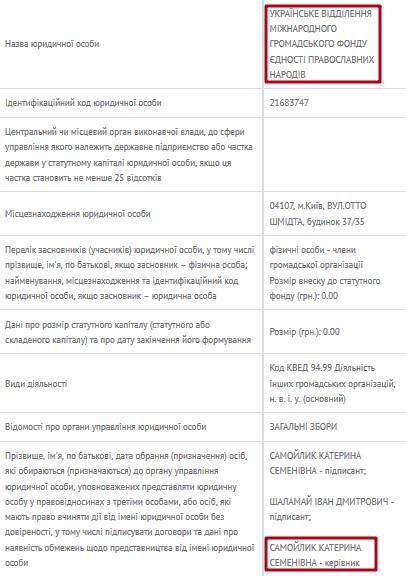 Назва юридичної особи
УКРАЇНСЬКЕ ВІДДІЛЕННЯ
МІЖНАРОДНОГО
ГРОМАДСЬКОГО ФОНДУ
ЄДНОСТІ ПРАВОСЛАВНИХ
НАРОДІВ
Ідентифікаційний код юридичної особи
21683747
Центральний чи місцевий орган виконавчої влади, до сфери
управління якого належить державне підприємство або частка
держави у статутному капіталі юридичної особи, якщо ця
частка становить не менше 25 відсотків
Місцезнаходження юридичної особи
04107, м.Київ, ВУЛ.ОТТО
ШМІДТА, будинок 37/35
Перелік засновників (учасників) юридичної особи, у тому числі
прізвище, ім'я, по батькові, якщо засновник – фізична особа;
найменування, місцезнаходження та ідентифікаційний код
юридичної особи, якщо засновник – юридична особа
фізичні особи - члени
громадської організації
Розмір внеску до статутного
фонду (грн.): 0.00
Дані про розмір статутного капіталу (статутного або
складеного капіталу) та про дату закінчення його формування
Розмір (грн.): 0.00
Види діяльності
Код КВЕД 94.99 Діяльність
інших громадських організацій,
н. в. і. у. (основний)
Відомості про органи управління юридичної особи
ЗАГАЛЬНІ ЗБОРИ
Прізвище, ім'я, по батькові, дата обрання (призначення) осіб,
які обираються (призначаються) до органу управління
юридичної особи, уповноважених представляти юридичну
особу у правовідносинах з третіми особами, або осіб, які
мають право вчиняти дії від імені юридичної особи без
довіреності, у тому числі підписувати договори та дані про
наявність обмежень щодо представництва від імені юридичної
особи
САМОЙЛИК КАТЕРИНА
СЕМЕНІВНА - підписант;
ШАЛАМАЙ ІВАН ДМИТРОВИЧ -
підписант;
САМОЙЛИК КАТЕРИНА
СЕМЕНІВНА - керівник